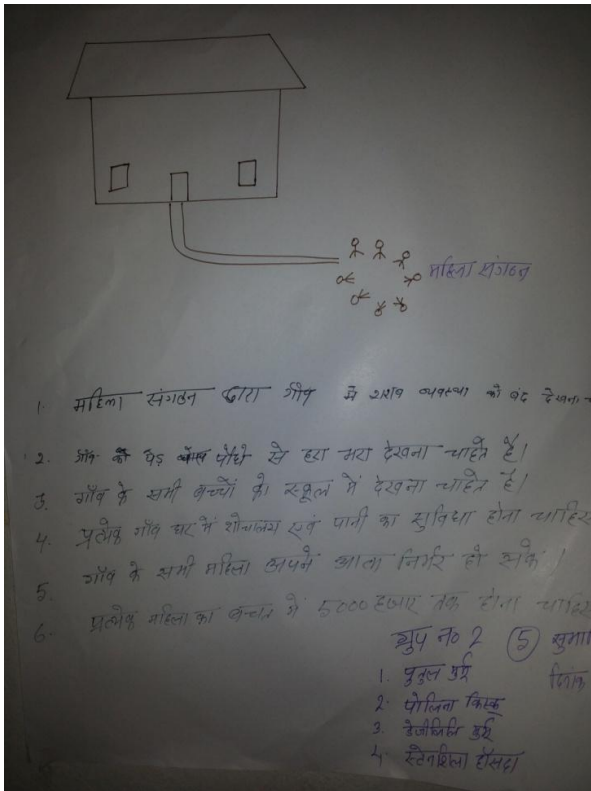 महिला संगठन
1. महिला संगठन द्वारा गाँव में शराब व्यवस्था को बंद देखना
2. गाँव को पेड़ पौधे से हरा भरा देखना चाहते है।
3. गाँव के सभी बच्चों को स्कूल में देखना चाहते है।
4. प्रत्येक गाँव घर में शौचालय एवं पानी का सुविधा होना चाहिए
5. गाँव के सभी महिला अपने आता निर्भर हो सके।
6. प्रत्येक महिला का बचत में 5000 हजार तक होना चाहिए
ग्रुप न० 2 5
1. पुतुल मुर्मू
2. पोलिना किस्कू
3. मुर्मू
4. हाँसदा
दिनांक